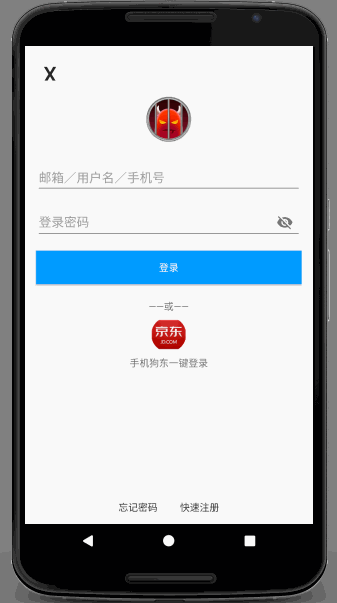 X
邮箱／用户名／手机号
登录密码
登录
——或——
京东
JD.COM
手机狗东一键登录
忘记密码 快速注册